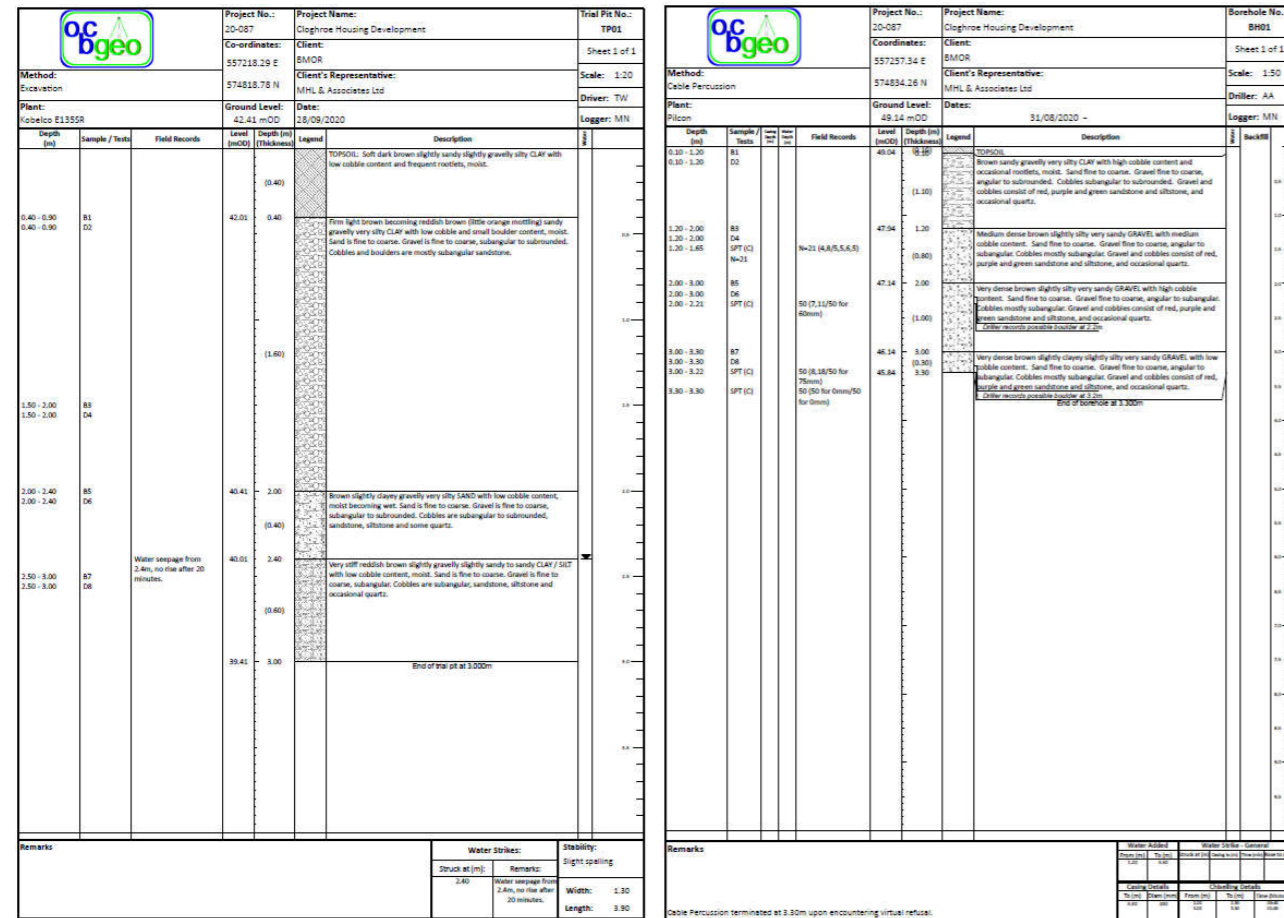 ocbgeo
Project No.:
20-087
Project Name:
Cloghroe Housing Development
Trial Pit No.:
TP01
Co-ordinates:
557218.29 E
574818.78 N
Client:
BMOR
Sheet 1 of 1
Method:
Excavation
Client's Representative:
MHL & Associates Ltd
Scale: 1:20
Driver: TW
Plant:
Kobelco E135SR
Ground Level:
42.41 mOD
Date:
28/09/2020
Logger: MN
Depth (m) Sample / Tests Field Records Level (mOD) Depth (m) (Thickness) Legend Description Water
TOPSOIL: Soft dark brown slightly sandy slightly gravelly silty CLAY with
low cobble content and frequent rootlets, moist.
(0.40)
0.40 - 0.90 B1 42.01 0.40
0.40 - 0.90 D2
Firm light brown becoming reddish brown (little orange mottling) sandy
gravelly very silty CLAY with low cobble and small boulder content, moist.
Sand is fine to coarse. Gravel is fine to coarse, subangular to subrounded.
Cobbles and boulders are mostly subangular sandstone.
(1.60)
1.50 - 2.00 B3
1.50 - 2.00 D4
2.00 - 2.40 B5 40.41 2.00
2.00 - 2.40 D6
Brown slightly clayey gravelly very silty SAND with low cobble content,
moist becoming wet. Sand is fine to coarse. Gravel is fine to coarse,
subangular to subrounded. Cobbles are subangular to subrounded,
sandstone, siltstone and some quartz.
(0.40)
Water seepage from
2.4m, no rise after 20
minutes.
40.01 2.40
2.50 - 3.00 B7
2.50 - 3.00 D8
Very stiff reddish brown slightly gravelly slightly sandy to sandy CLAY / SILT
with low cobble content, moist. Sand is fine to coarse. Gravel is fine to
coarse, subangular. Cobbles are subangular, sandstone, siltstone and
occasional quartz.
(0.60)
39.41 3.00
End of trial pit at 3.000m
Remarks
Water Strikes:
Struck at (m): Remarks:
2.40 Water seepage from
2.4m, no rise after
20 minutes.
Stability:
Slight spalling
Width: 1.30
Length: 3.90
ocbgeo
Project No.:
20-087
Project Name:
Cloghroe Housing Development
Borehole No.
BH01
Coordinates:
557257.34 E
574834.26 N
Client:
BMOR
Sheet 1 of 1
Method:
Cable Percussion
Client's Representative:
MHL & Associates Ltd
Scale: 1:50
Driller: AA
Plant:
Pilcon
Ground Level:
49.14 mOD
Dates:
31/08/2020 -
Logger: MN
Depth (m) Sample / Tests Casing Depth (m) Water Depth (m) Field Records Level (mOD) Depth (m) (Thickness) Legend Description Water Backfill
0.10 - 1.20 B1 49.04 0.10
0.10 - 1.20 D2
TOPSOIL
Brown sandy gravelly very silty CLAY with high cobble content and
occasional rootlets, moist. Sand fine to coarse. Gravel fine to coarse,
angular to subrounded. Cobbles subangular to subrounded. Gravel and
cobbles consist of red, purple and green sandstone and siltstone, and
occasional quartz.
(1.10)
1.20 - 2.00 B3 47.94 1.20
1.20 - 2.00 D4
1.20 - 1.65 SPT (C) N=21 (4,8/5,5,6,5)
N=21
Medium dense brown slightly silty very sandy GRAVEL with medium
cobble content. Sand fine to coarse. Gravel fine to coarse, angular to
subangular. Cobbles mostly subangular. Gravel and cobbles consist of red,
purple and green sandstone and siltstone, and occasional quartz.
(0.80)
2.00 - 3.00 B5 47.14 2.00
2.00 - 3.00 D6
2.00 - 2.21 SPT (C) 50 (7,11/50 for
60mm)
Very dense brown slightly silty very sandy GRAVEL with high cobble
content. Sand fine to coarse. Gravel fine to coarse, angular to subangular.
Cobbles mostly subangular. Gravel and cobbles consist of red, purple and
green sandstone and siltstone, and occasional quartz.
Driller records possible boulder at 2.2m
(1.00)
3.00 - 3.30 B7 46.14 3.00
3.00 - 3.30 D8 (0.30)
3.00 - 3.22 SPT (C) 50 (8,18/50 for
75mm)
45.84 3.30
3.30 - 3.30 SPT (C) 50 (50 for 0mm/50
for 0mm)
Very dense brown slightly clayey slightly silty very sandy GRAVEL with low
cobble content. Sand fine to coarse. Gravel fine to coarse, angular to
subangular. Cobbles mostly subangular. Gravel and cobbles consist of red,
purple and green sandstone and siltstone, and occasional quartz.
Driller records possible boulder at 3.2m
End of borehole at 3.300m
Remarks
Cable Percussion terminated at 3.30m upon encountering virtual refusal.
Water Added
From (m) To (m)
Water Strike - General
Casing Details
To (m) Diam (mm)
Chiselling Details
From (m) To (m)